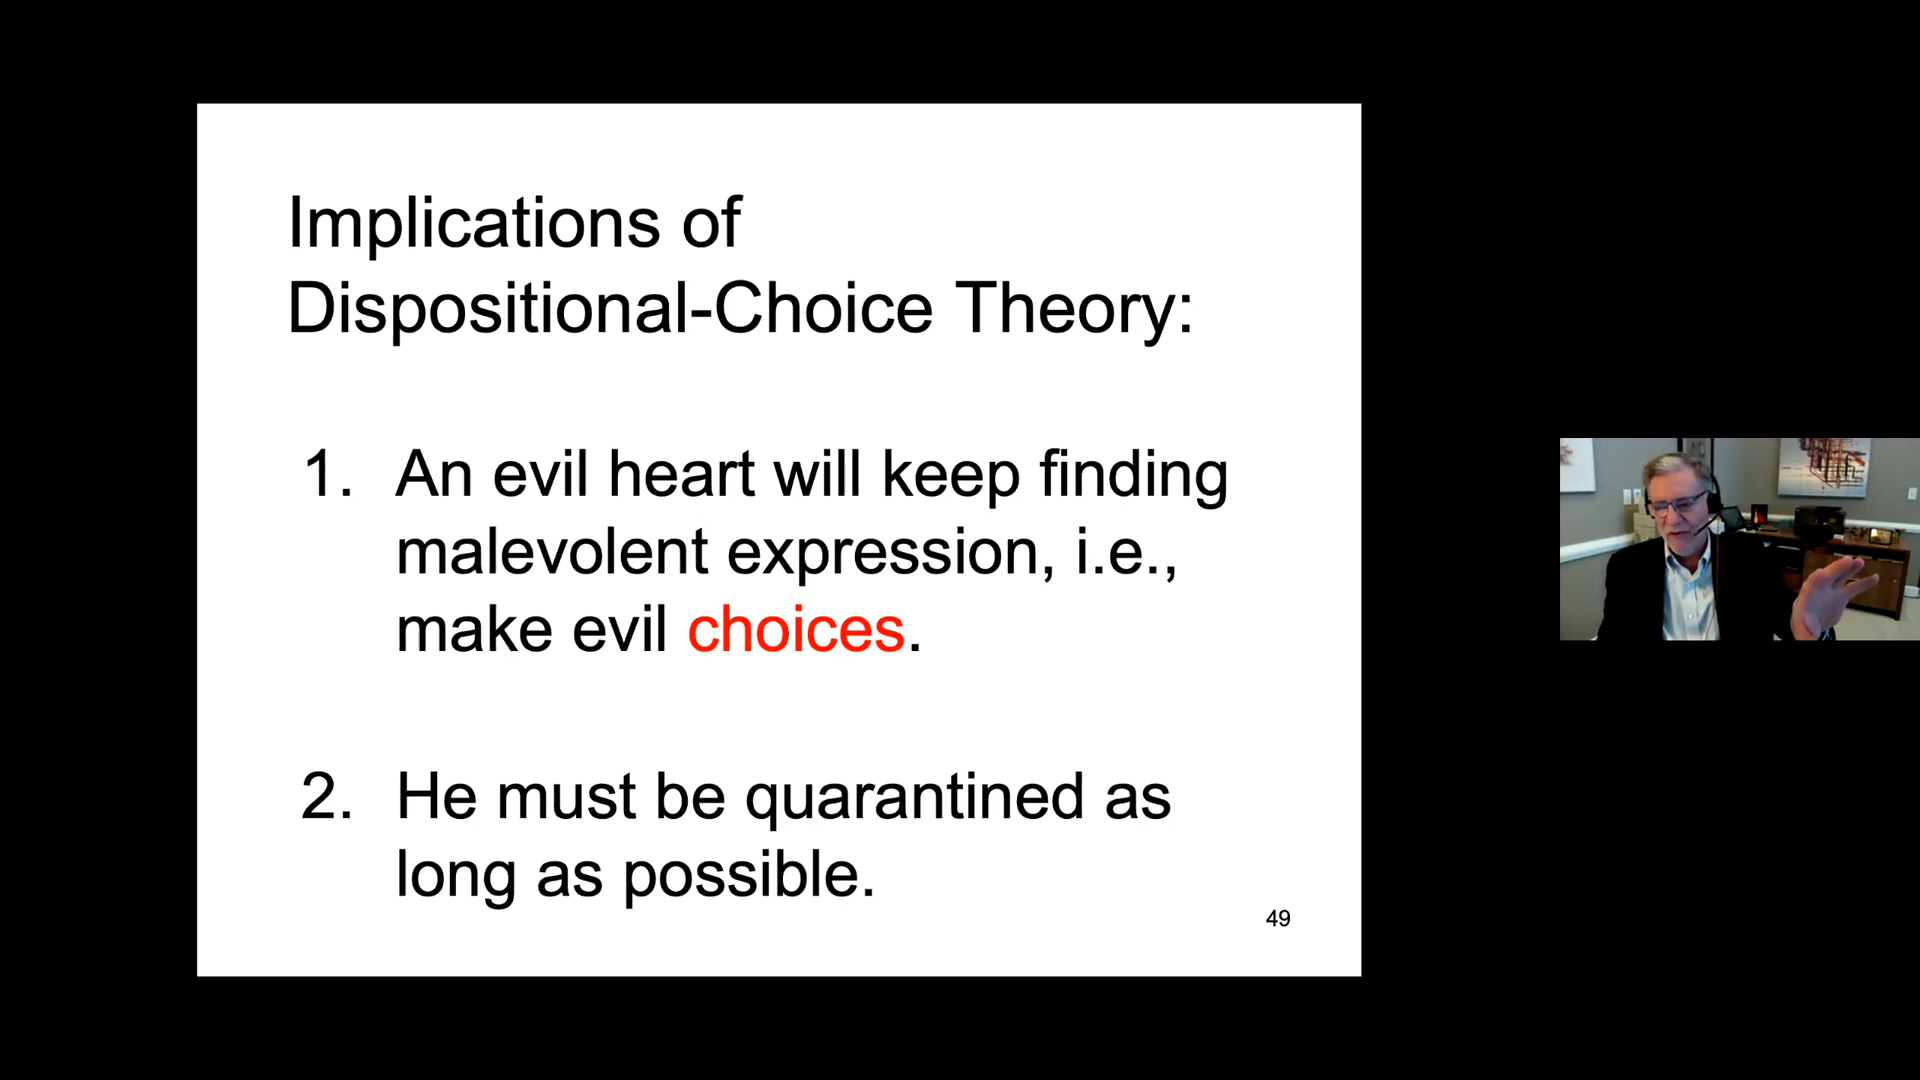 Implications of
Dispositional-Choice Theory:
1. An evil heart will keep finding
malevolent expression, i.e.,
make evil choices.
2. He must be quarantined as
long as possible.
49